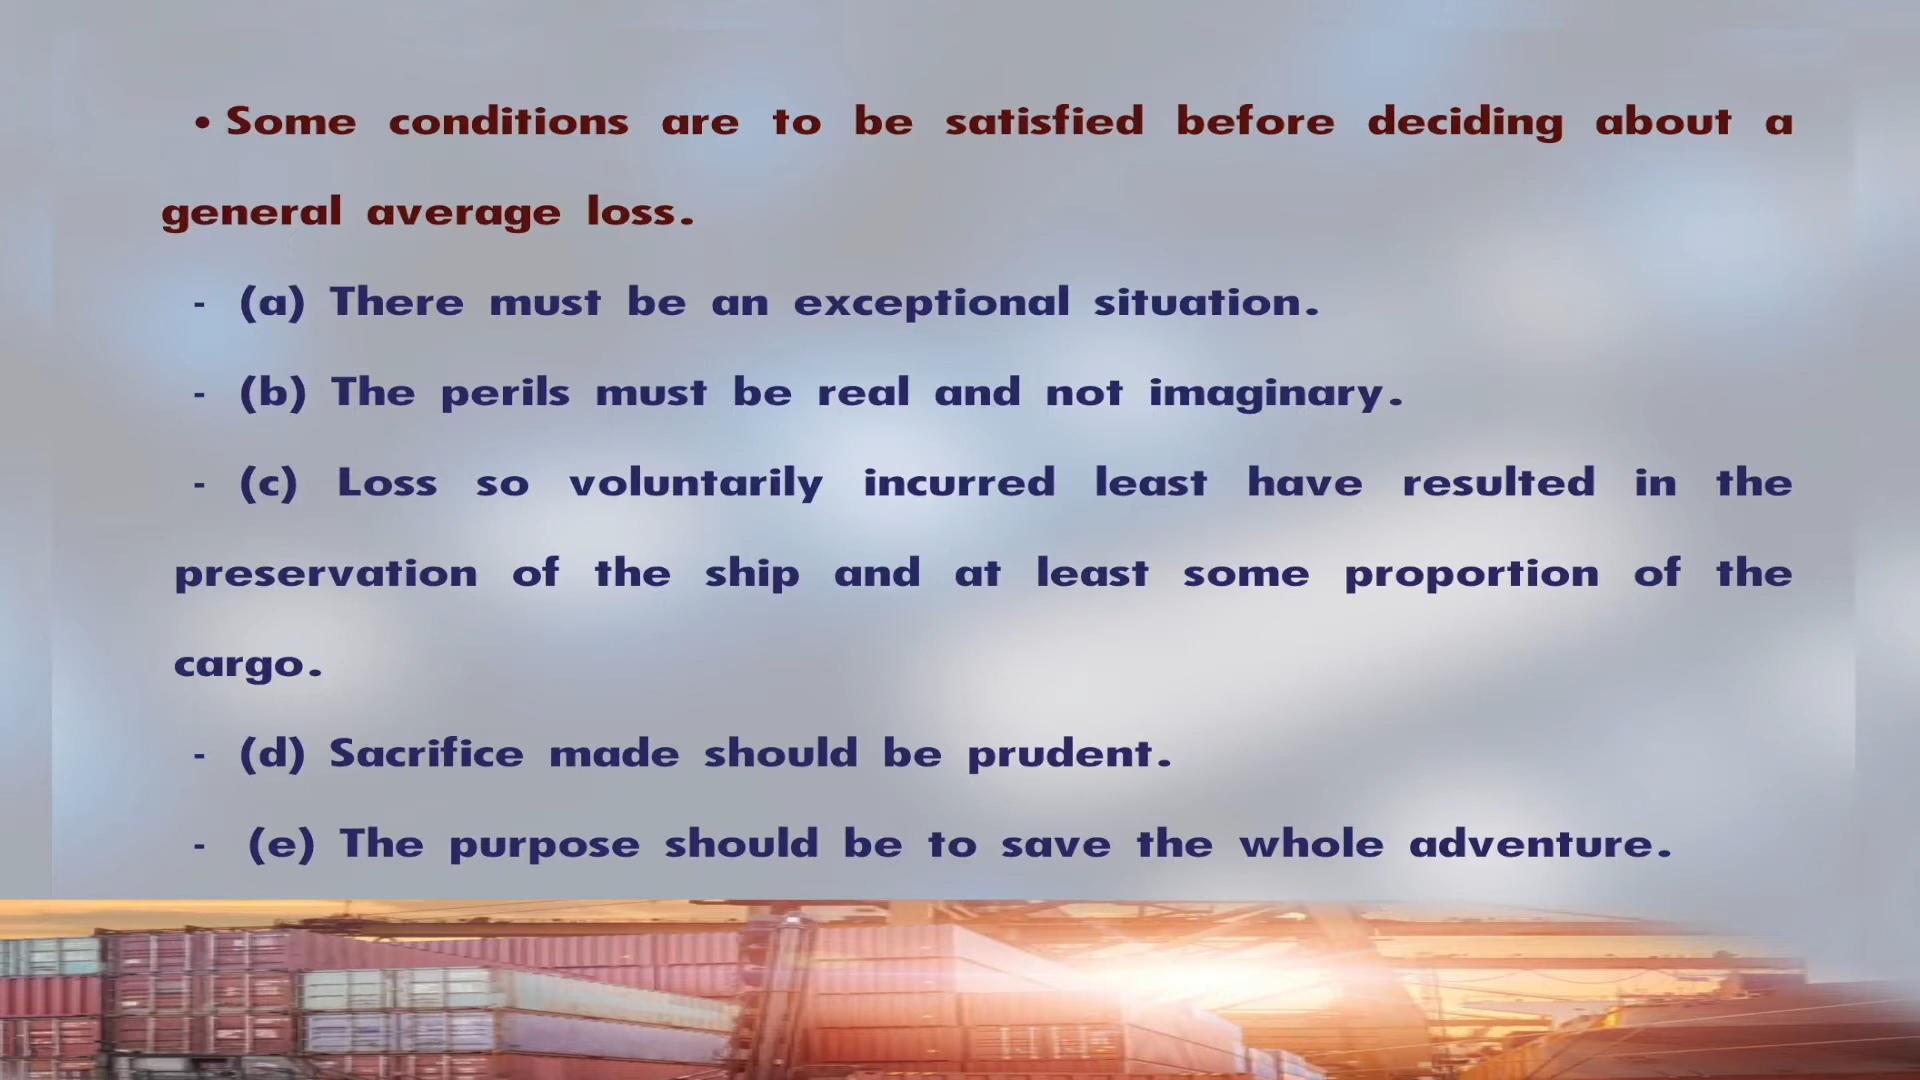 • Some conditions are to be satisfied before deciding about a
general average loss.
- (a) There must be an exceptional situation.
- (b) The perils must be real and not imaginary.
- (c) Loss so voluntarily incurred least have resulted in the
preservation of the ship and at least some proportion of the
cargo.
- (d) Sacrifice made should be prudent.
- (e) The purpose should be to save the whole adventure.